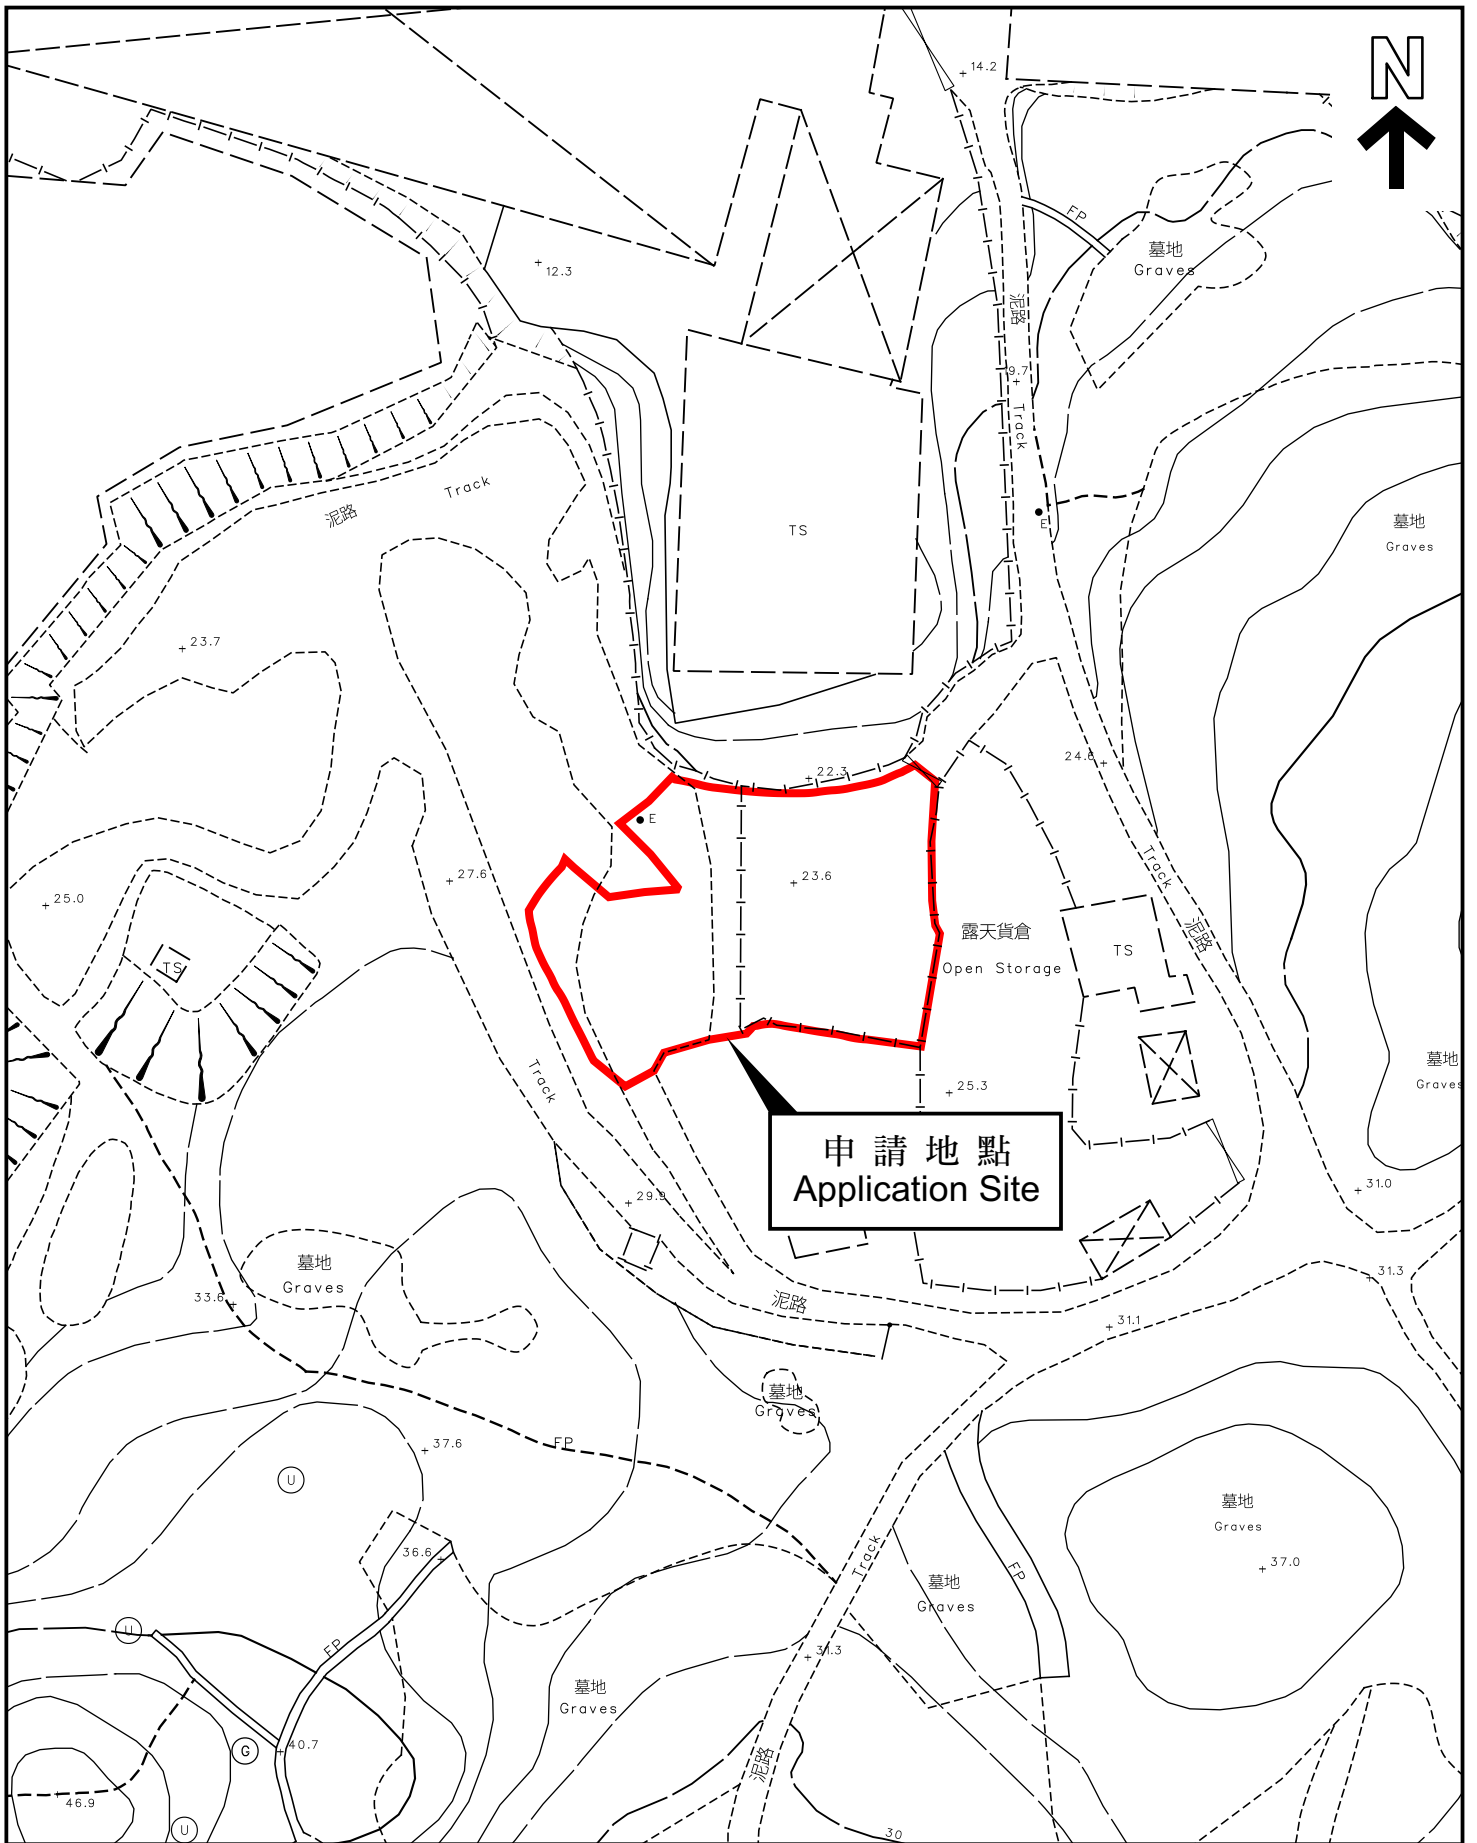 N
14.2
FP
墓地
Graves
12.3
泥路
9.7
Track
Track
泥路
TS
E
墓地
Graves
23.7
24.6
22.3
E
27.6
23.6
Track
泥路
25.0
露天貨倉
Open Storage
TS
TS
Track
25.3
墓地
Graves
申請地點
Application Site
29.9
31.0
墓地
Graves
33.6
31.3
泥路
31.1
墓地
Graves
37.6
FP
U
墓地
Graves
37.0
36.6
Track
FP
墓地
Graves
U
FP
31.3
墓地
Graves
G
40.7
泥路
46.9
U
30